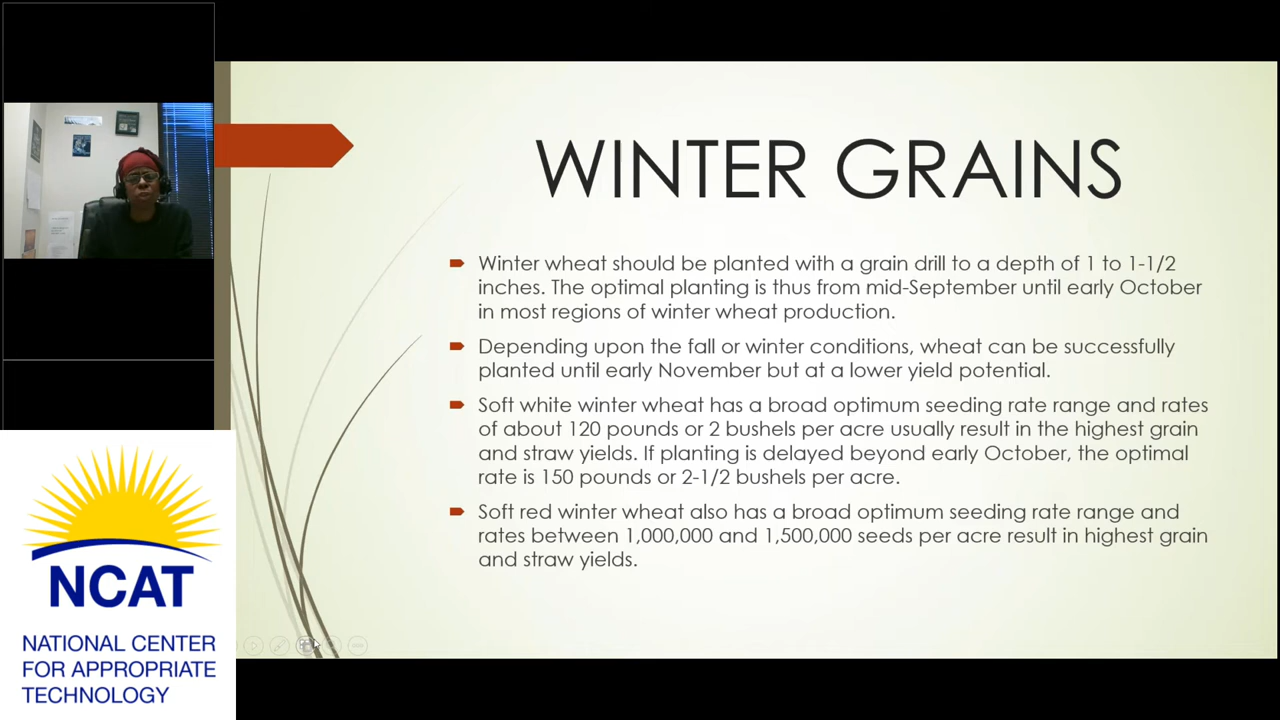 WINTER GRAINS
Winter wheat should be planted with a grain drill to a depth of 1 to 1-1/2
inches. The optimal planting is thus from mid-September until early October
in most regions of winter wheat production.
Depending upon the fall or winter conditions, wheat can be successfully
planted until early November but at a lower yield potential.
Soft white winter wheat has a broad optimum seeding rate range and rates
of about 120 pounds or 2 bushels per acre usually result in the highest grain
and straw yields. If planting is delayed beyond early October, the optimal
rate is 150 pounds or 2-1/2 bushels per acre.
Soft red winter wheat also has a broad optimum seeding rate range and
rates between 1,000,000 and 1,500,000 seeds per acre result in highest grain
and straw yields.
NCAT
NATIONAL CENTER
FOR APPROPRIATE
TECHNOLOGY